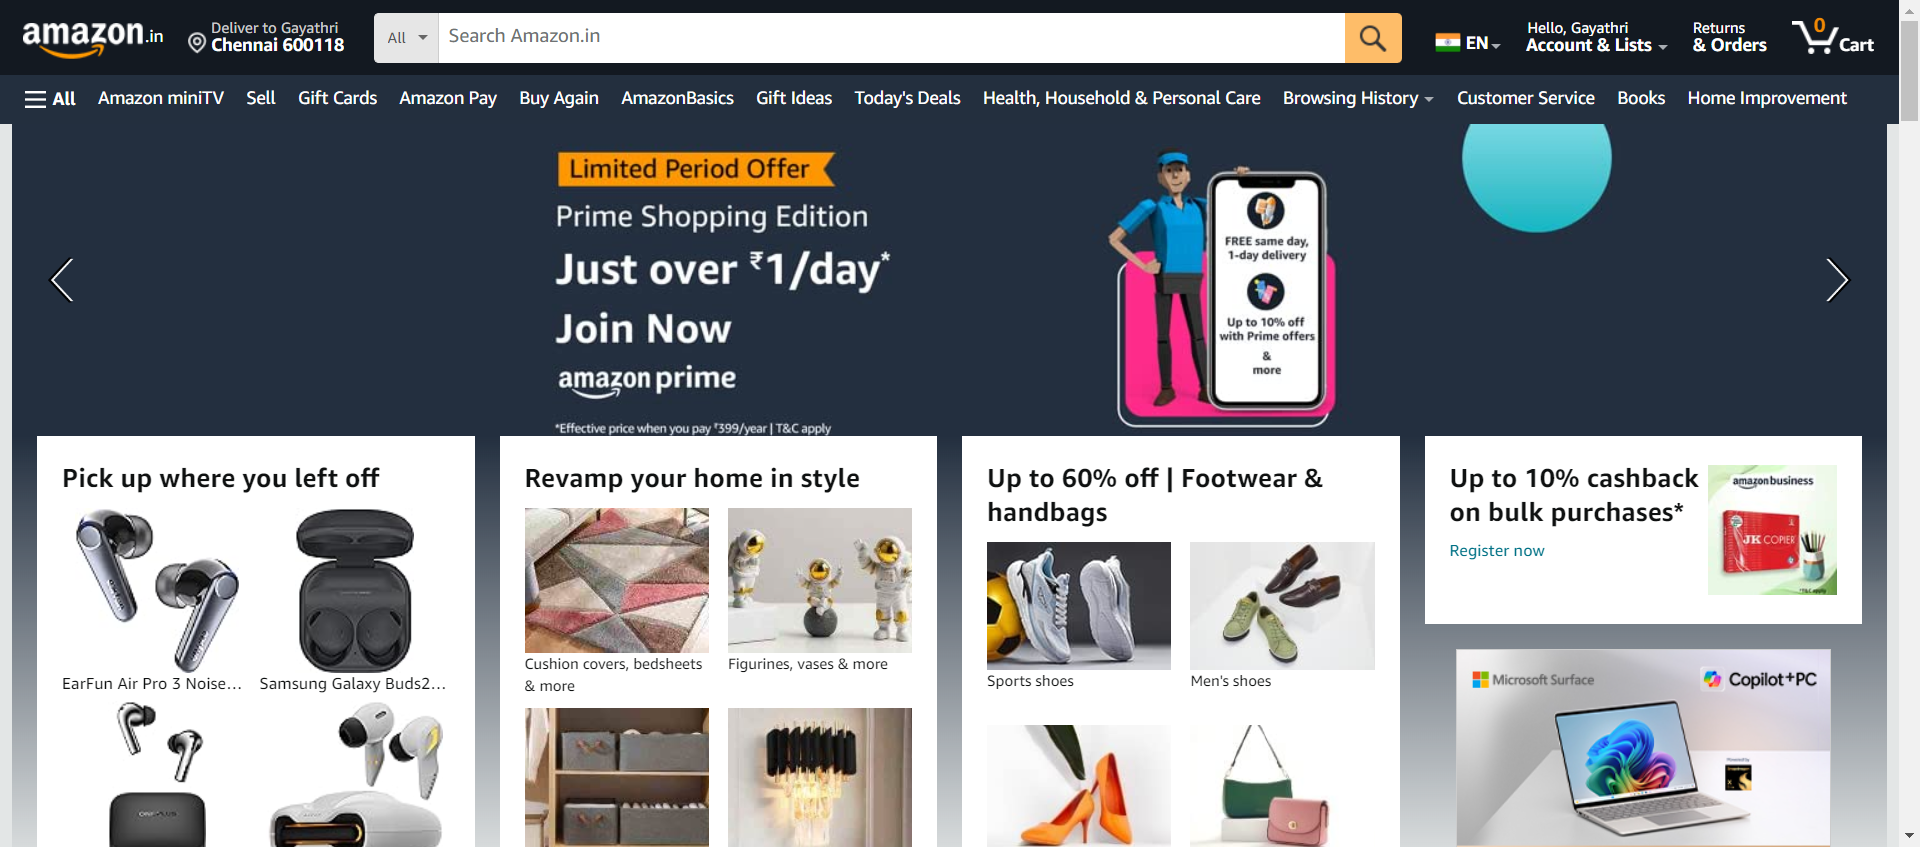 amazon.in
Deliver to Gayathri
Chennai 600118
All
Search Amazon.in
EN
Hello, Gayathri
Account & Lists
Returns
& Orders
0
Cart
All
Amazon miniTV
Sell
Gift Cards
Amazon Pay
Buy Again
AmazonBasics
Gift Ideas
Today's Deals
Health, Household & Personal Care
Browsing History
Customer Service
Books
Home Improvement
Limited Period Offer
Prime Shopping Edition
Just over ₹1/day*
Join Now
amazon prime
*Effective price when you pay ₹399/year | T&C apply
FREE same day,
1-day delivery
Up to 10% off
with Prime offers
&
more
Pick up where you left off
EarFun Air Pro 3 Noise...
Samsung Galaxy Buds2...
ONEPLUS
Revamp your home in style
Cushion covers, bedsheets
& more
Figurines, vases & more
Up to 60% off | Footwear &
handbags
Sports shoes
Men's shoes
Up to 10% cashback
on bulk purchases*
Register now
amazon business
JK COPIER
*T&C apply
Microsoft Surface
Copilot+PC
Powered by